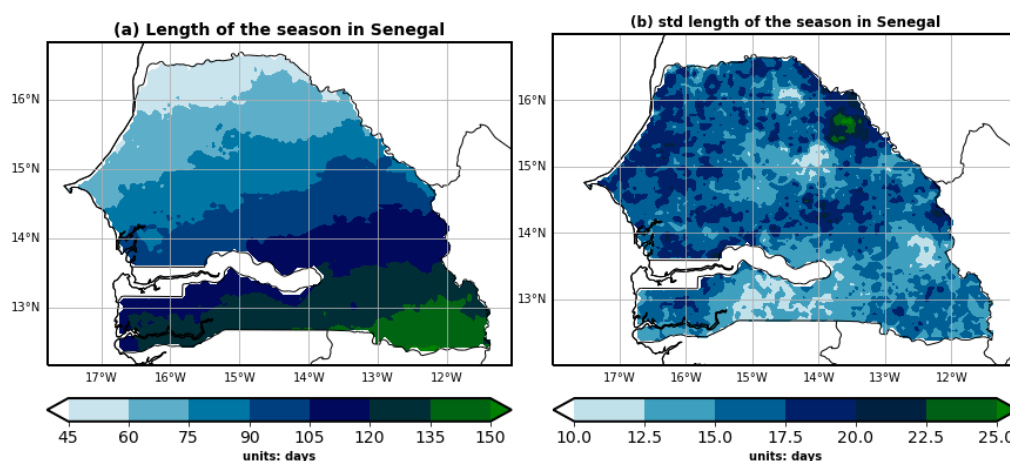 (a) Length of the season in Senegal
16°N
15°N
14°N
13°N
17°W 16°W 15°W 14°W 13°W 12°W
45 60 75 90 105 120 135 150
units: days
(b) std length of the season in Senegal
16°N
15°N
14°N
13°N
17°W 16°W 15°W 14°W 13°W 12°W
10.0 12.5 15.0 17.5 20.0 22.5 25.0
units: days